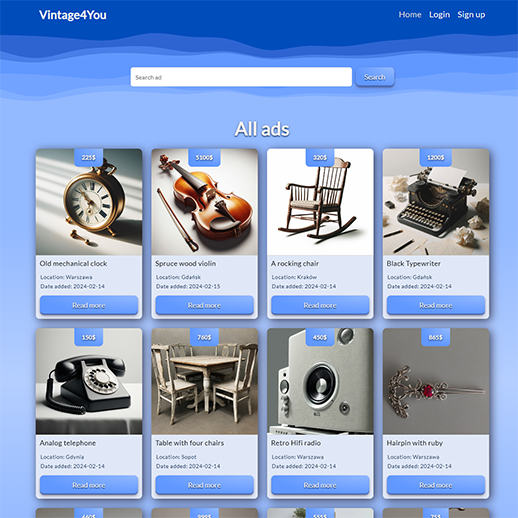 Vintage4You
Home Login Sign up
Search ad
Search
All ads
225$
5100$
320$
1200$
Old mechanical clock
Location: Warszawa
Date added: 2024-02-14
Read more
Spruce wood violin
Location: Gdańsk
Date added: 2024-02-15
Read more
A rocking chair
Location: Kraków
Date added: 2024-02-14
Read more
Black Typewriter
Location: Gdańsk
Date added: 2024-02-14
Read more
150$
760$
450$
865$
Analog telephone
Location: Gdynia
Date added: 2024-02-14
Read more
Table with four chairs
Location: Sopot
Date added: 2024-02-14
Read more
Retro Hifi radio
Location: Warszawa
Date added: 2024-02-14
Read more
Hairpin with ruby
Location: Warszawa
Date added: 2024-02-14
Read more